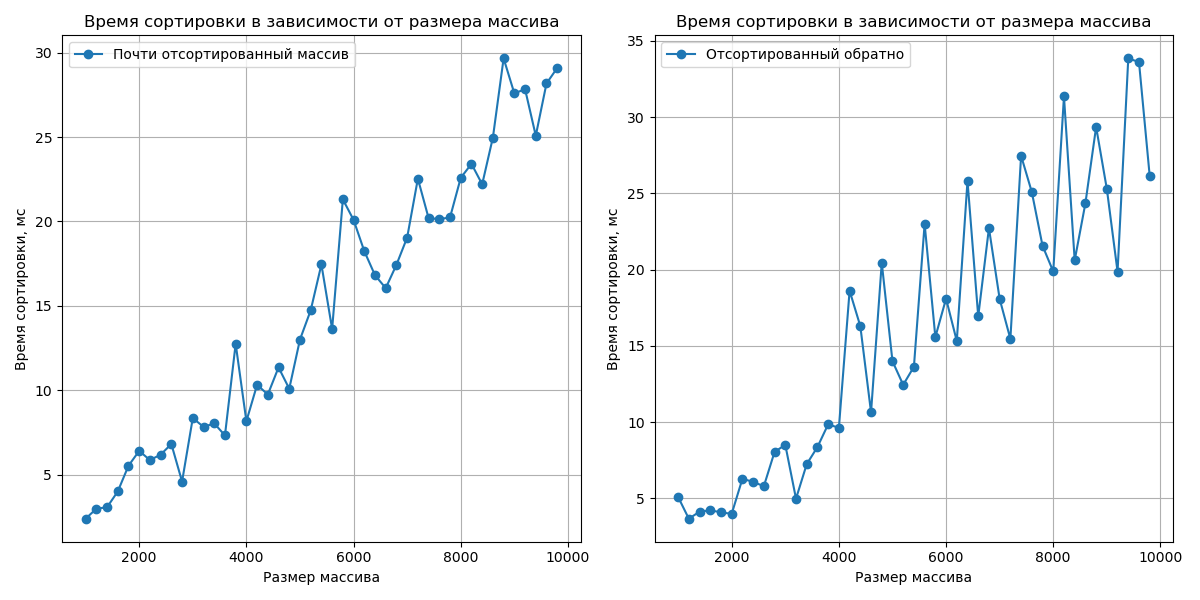 Время сортировки в зависимости от размера массива
Почти отсортированный массив
Время сортировки, мс
30
25
20
15
10
5
2000 4000 6000 8000 10000
Размер массива
Время сортировки в зависимости от размера массива
Отсортированный обратно
Время сортировки, мс
35
30
25
20
15
10
5
2000 4000 6000 8000 10000
Размер массива